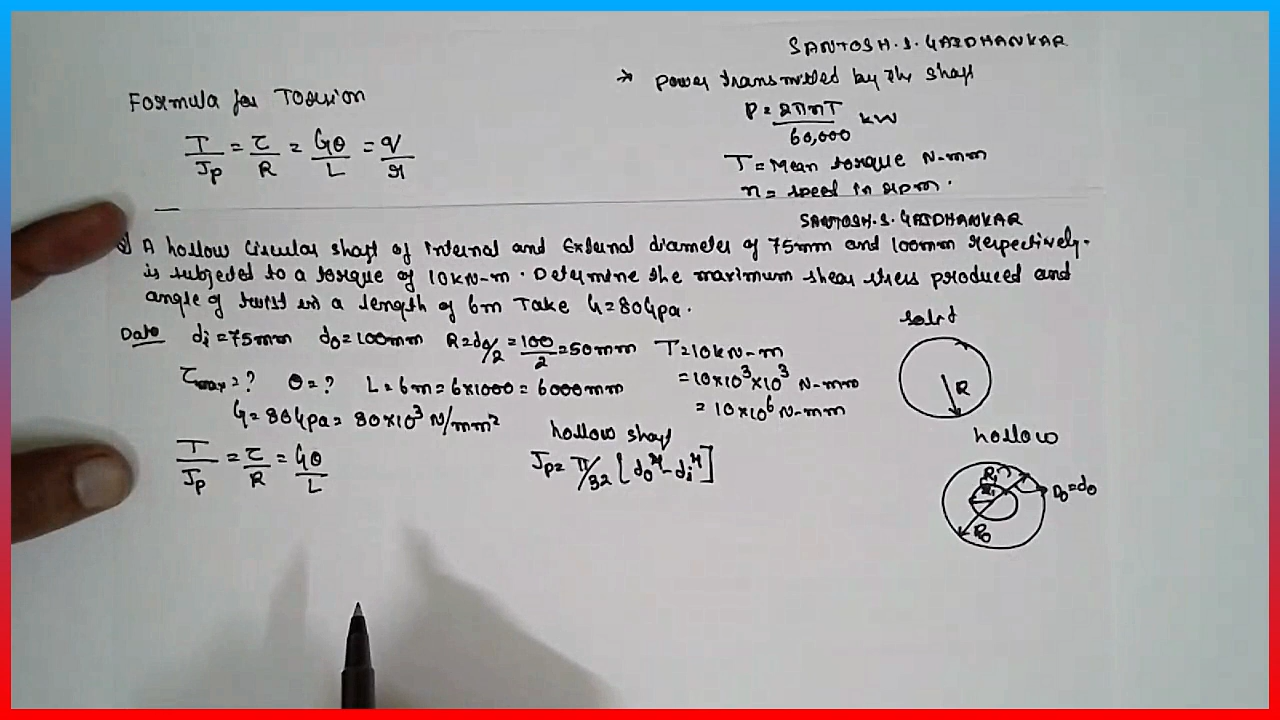 SANTOSH.S.GAIDHANKAR
→ Power transmitted by the shaft
Formula for Torsion
P = 2πnT / 60,000 kW
T/Jp = τ/R = Gθ/L = q/r
T = Mean torque N-mm
n = speed in rpm.
SANTOSH.S.GAIDHANKAR
A hollow circular shaft of internal and External diameter of 75mm and 100mm respectively.
is subjected to a torque of 10kN-m. Determine the maximum shear stress produced and
angle of twist in a length of 6m Take G=80Gpa.
Data di=75mm do=100mm R=do/2=100/2=50mm T=10kN-m
τmax=? θ=? L=6m=6×1000=6000mm
=10×10³×10³ N-mm
G=80Gpa=80×10³ N/mm²
=10×10⁶ N-mm
T/Jp = τ/R = Gθ/L
hollow shaft
Jp= π/32 [do⁴-di⁴]
solid
R
hollow
Do=do
Ro